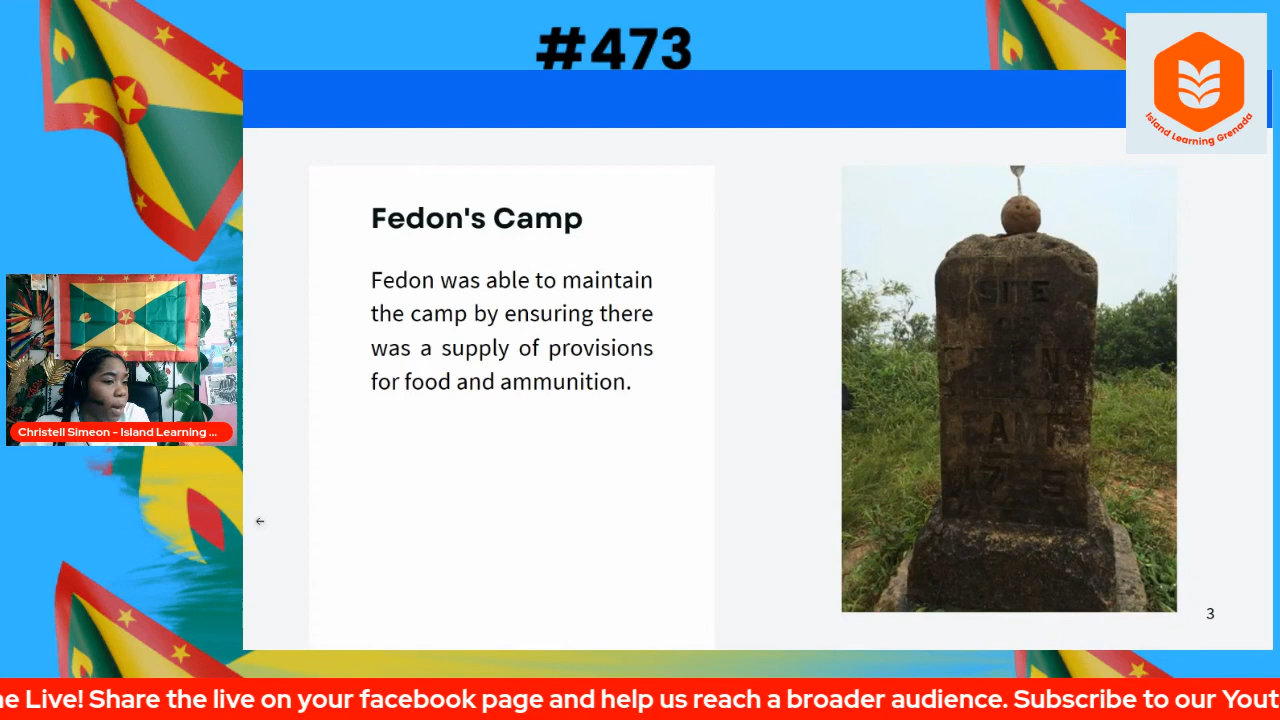 #473
Island Learning Grenada
Fedon's Camp
Fedon was able to maintain
the camp by ensuring there
was a supply of provisions
for food and ammunition.
SITE
Christell Simeon - Island Learning ...
3
Live! Share the live on your facebook page and help us reach a broader audience. Subscribe to our